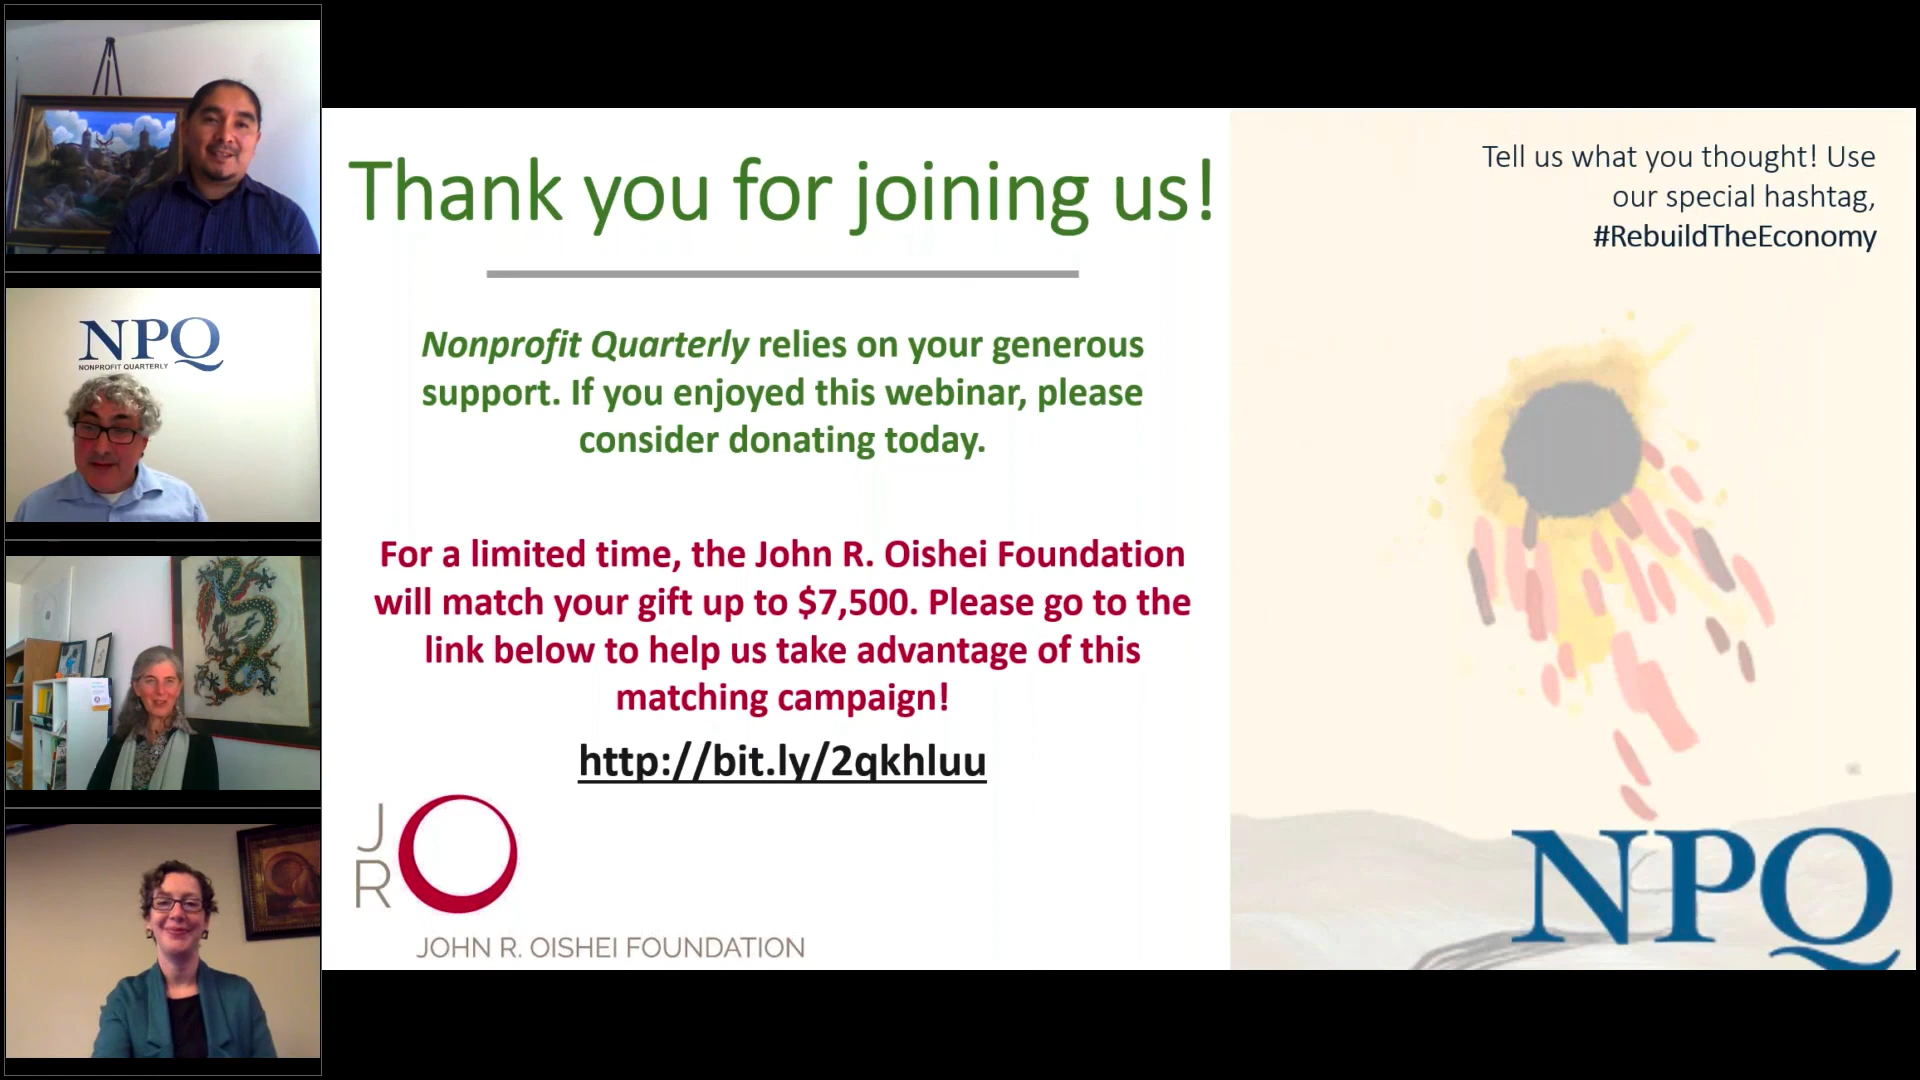 NPQ
NONPROFIT QUARTERLY
Thank you for joining us!
Nonprofit Quarterly relies on your generous
support. If you enjoyed this webinar, please
consider donating today.
For a limited time, the John R. Oishei Foundation
will match your gift up to $7,500. Please go to the
link below to help us take advantage of this
matching campaign!
http://bit.ly/2qkhluu
J
R
O
JOHN R. OISHEI FOUNDATION
Tell us what you thought! Use
our special hashtag,
#RebuildTheEconomy
NPQ